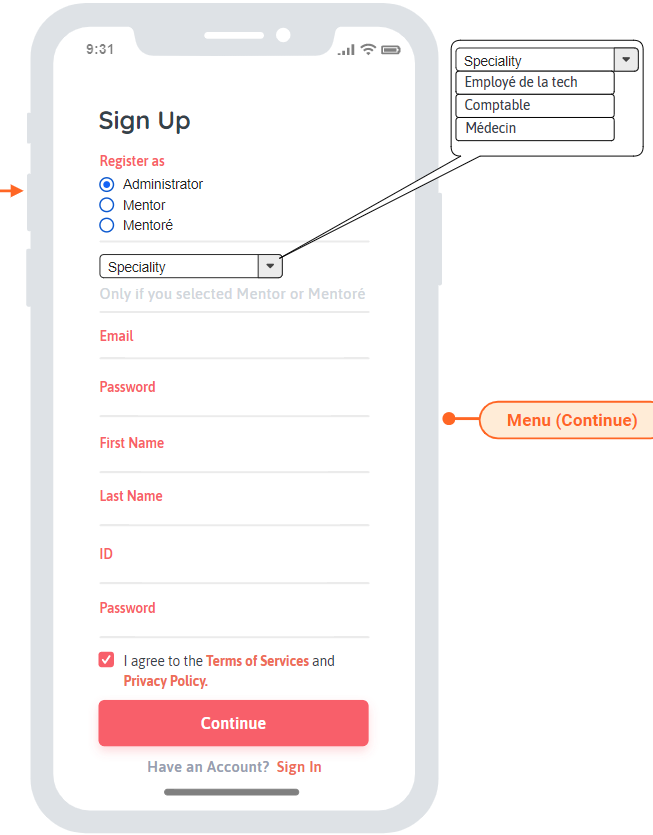 9:31
Sign Up
Register as
Administrator
Mentor
Mentoré
Speciality
Only if you selected Mentor or Mentoré
Email
Password
First Name
Last Name
ID
Password
I agree to the Terms of Services and
Privacy Policy.
Continue
Have an Account? Sign In
Speciality
Employé de la tech
Comptable
Médecin
Menu (Continue)